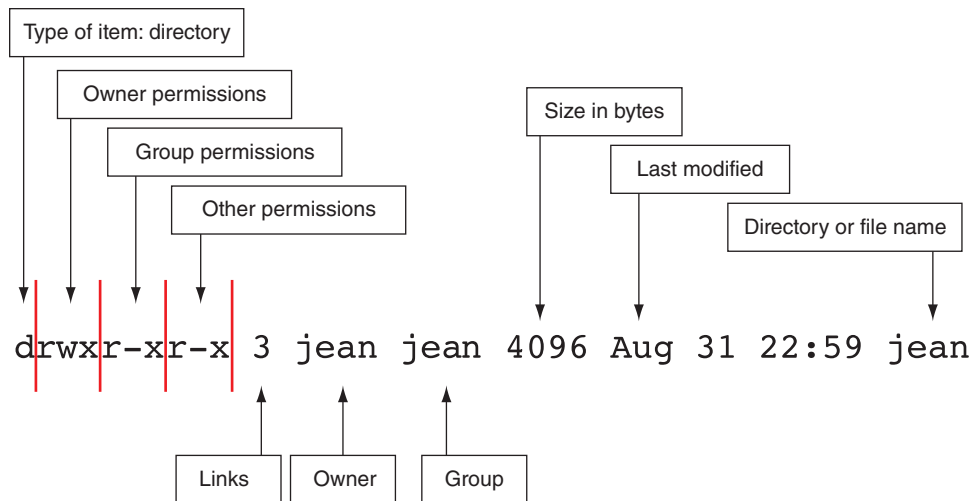 Type of item: directory
Owner permissions
Group permissions
Other permissions
Size in bytes
Last modified
Directory or file name
drwxr-xr-x 3 jean jean 4096 Aug 31 22:59 jean
Links
Owner
Group